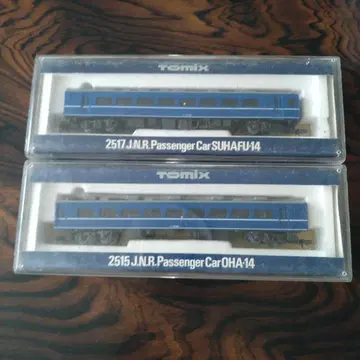 TOMIX
2517 J.N.R. Passenger Car SUHAFU-14
TOMIX
2515 J.N.R. Passenger Car OHA-14